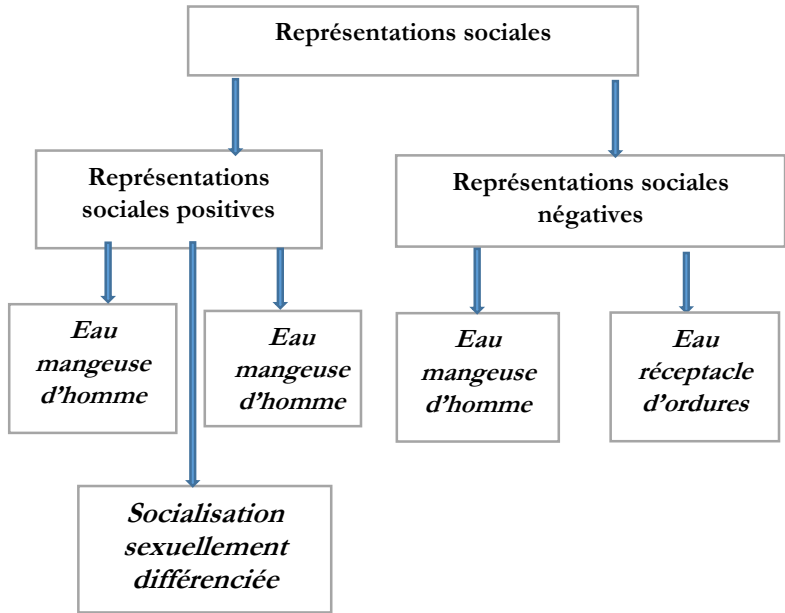 Représentations sociales
Représentations
sociales positives
Représentations sociales
négatives
Eau
mangeuse
d'homme
Eau
mangeuse
d'homme
Eau
mangeuse
d'homme
Eau
réceptacle
d'ordures
Socialisation
sexuellement
différenciée